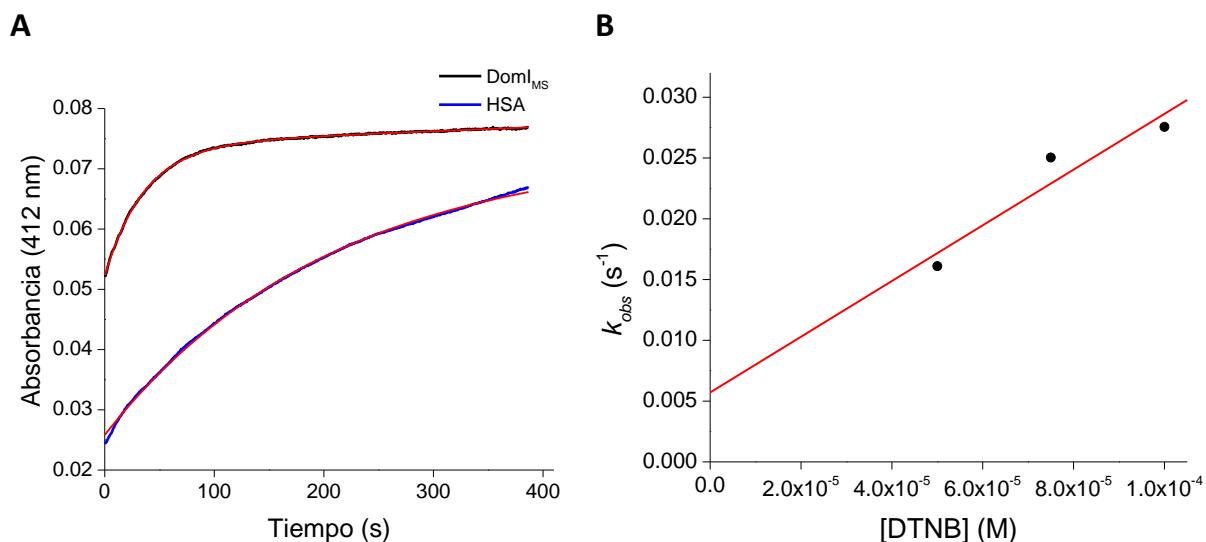 A
DomI_MS
HSA
0.08
0.07
0.06
0.05
0.04
0.03
0.02
Absorbancia (412 nm)
0
100
200
300
400
Tiempo (s)
B
0.030
0.025
0.020
0.015
0.010
0.005
0.000
k_obs (s⁻¹)
0.0
2.0x10⁻⁵
4.0x10⁻⁵
6.0x10⁻⁵
8.0x10⁻⁵
1.0x10⁻⁴
[DTNB] (M)